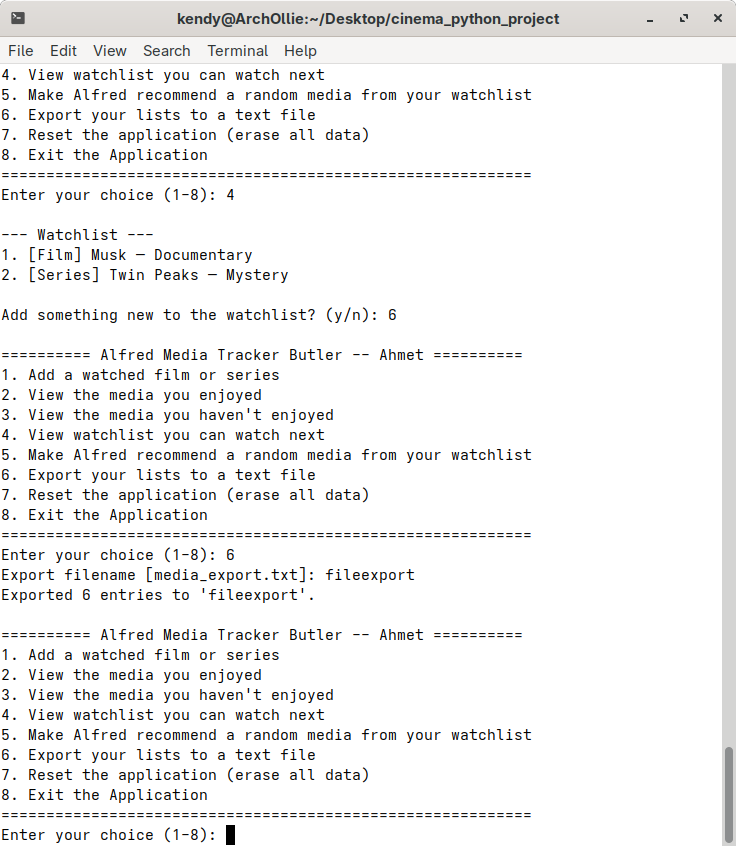 kendy@ArchOllie:~/Desktop/cinema_python_project
File Edit View Search Terminal Help
4. View watchlist you can watch next
5. Make Alfred recommend a random media from your watchlist
6. Export your lists to a text file
7. Reset the application (erase all data)
8. Exit the Application
===========================================================
Enter your choice (1-8): 4
--- Watchlist ---
1. [Film] Musk — Documentary
2. [Series] Twin Peaks — Mystery
Add something new to the watchlist? (y/n): 6
========== Alfred Media Tracker Butler -- Ahmet ==========
1. Add a watched film or series
2. View the media you enjoyed
3. View the media you haven't enjoyed
4. View watchlist you can watch next
5. Make Alfred recommend a random media from your watchlist
6. Export your lists to a text file
7. Reset the application (erase all data)
8. Exit the Application
===========================================================
Enter your choice (1-8): 6
Export filename [media_export.txt]: fileexport
Exported 6 entries to 'fileexport'.
========== Alfred Media Tracker Butler -- Ahmet ==========
1. Add a watched film or series
2. View the media you enjoyed
3. View the media you haven't enjoyed
4. View watchlist you can watch next
5. Make Alfred recommend a random media from your watchlist
6. Export your lists to a text file
7. Reset the application (erase all data)
8. Exit the Application
===========================================================
Enter your choice (1-8):